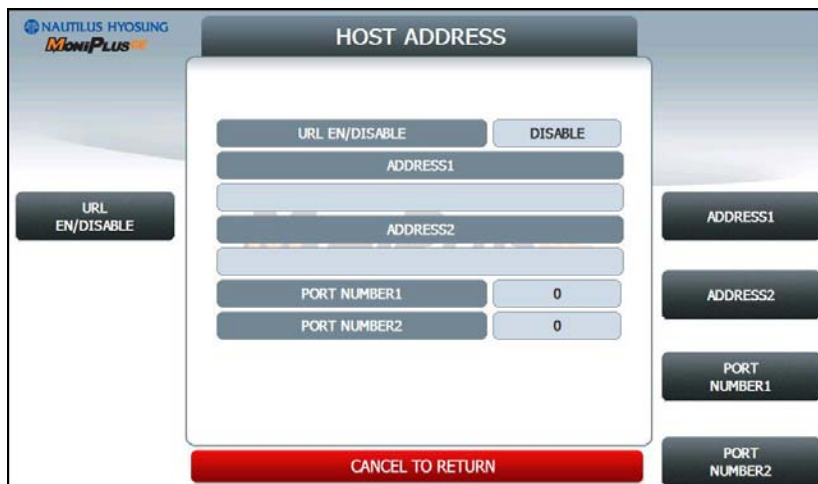 NAUTILUS HYOSUNG
MoniPlus CE
HOST ADDRESS
URL EN/DISABLE
DISABLE
ADDRESS1
ADDRESS2
PORT NUMBER1
0
PORT NUMBER2
0
URL
EN/DISABLE
ADDRESS1
ADDRESS2
PORT
NUMBER1
PORT
NUMBER2
CANCEL TO RETURN